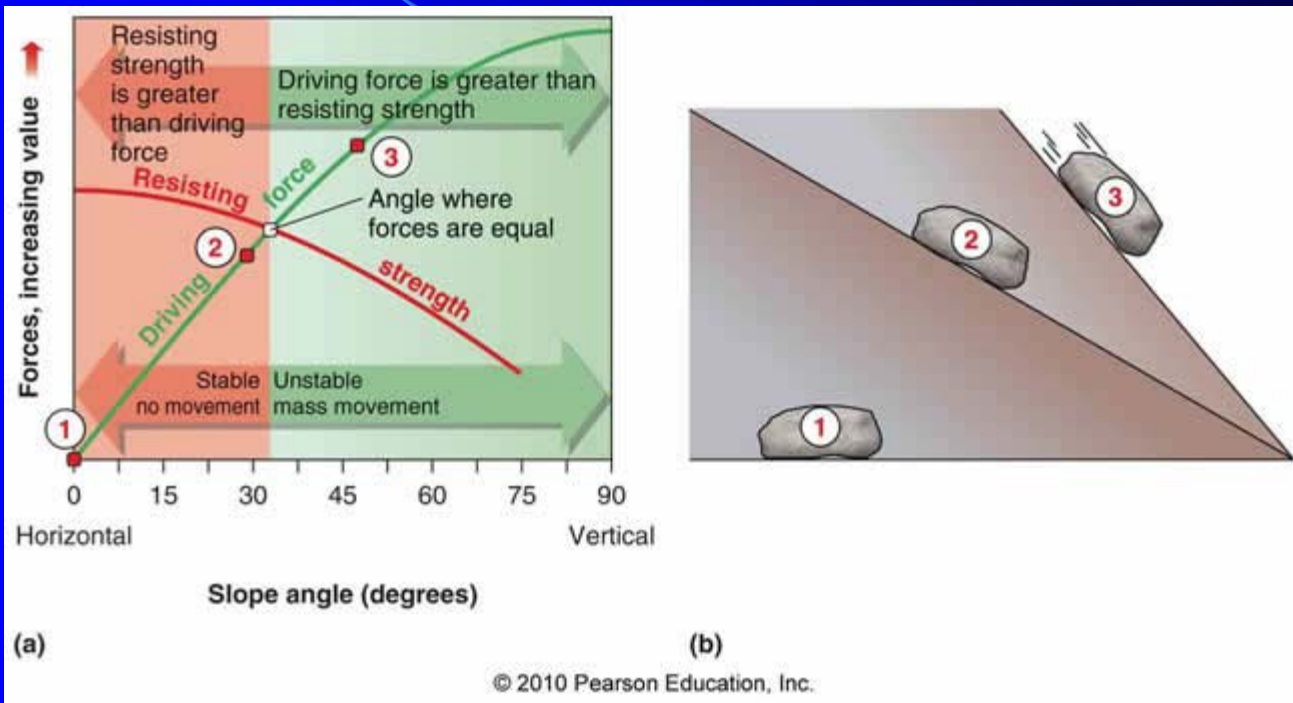 Forces, increasing value
Resisting
strength
is greater
than driving
force
Driving force is greater than
resisting strength
Resisting
strength
Driving
force
3
Angle where
forces are equal
2
Stable
no movement
Unstable
mass movement
1
0 15 30 45 60 75 90
Horizontal Vertical
Slope angle (degrees)
(a)
3
2
1
(b)
© 2010 Pearson Education, Inc.